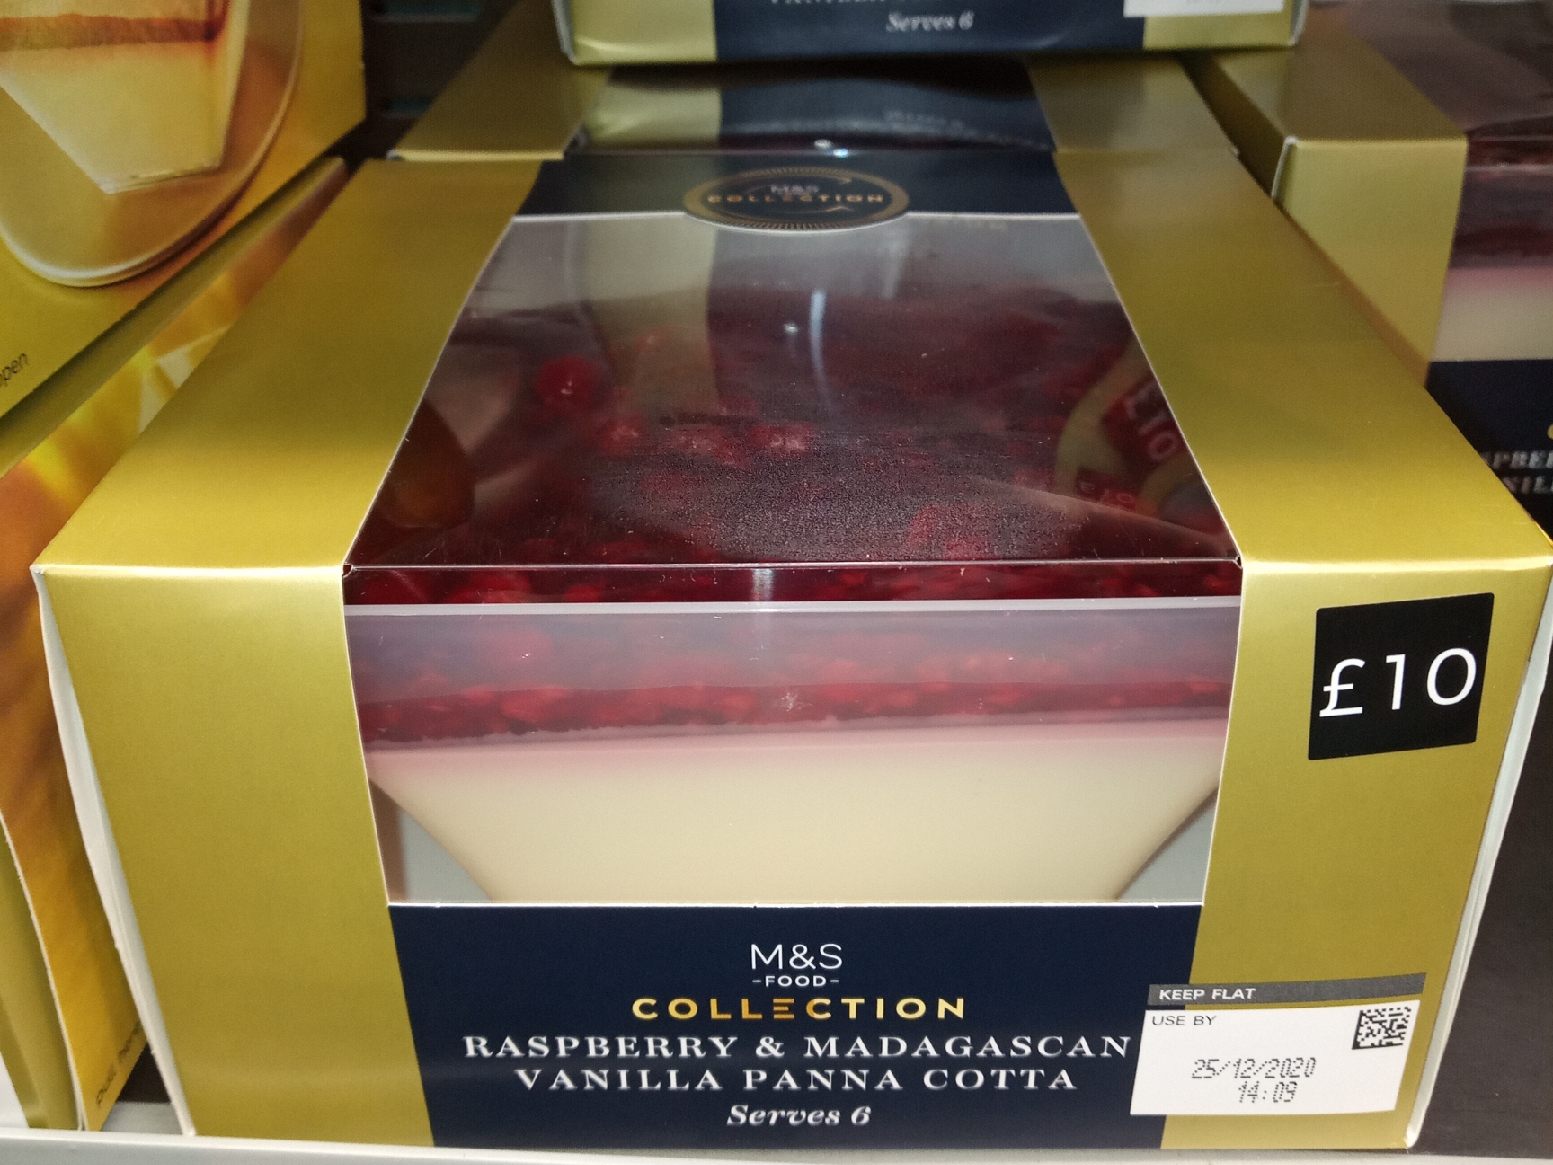 Serves 6
M&S
COLLECTION
£10
£10
M&S
-FOOD-
COLLECTION
RASPBERRY & MADAGASCAN
VANILLA PANNA COTTA
Serves 6
KEEP FLAT
USE BY
25/12/2020
14:09